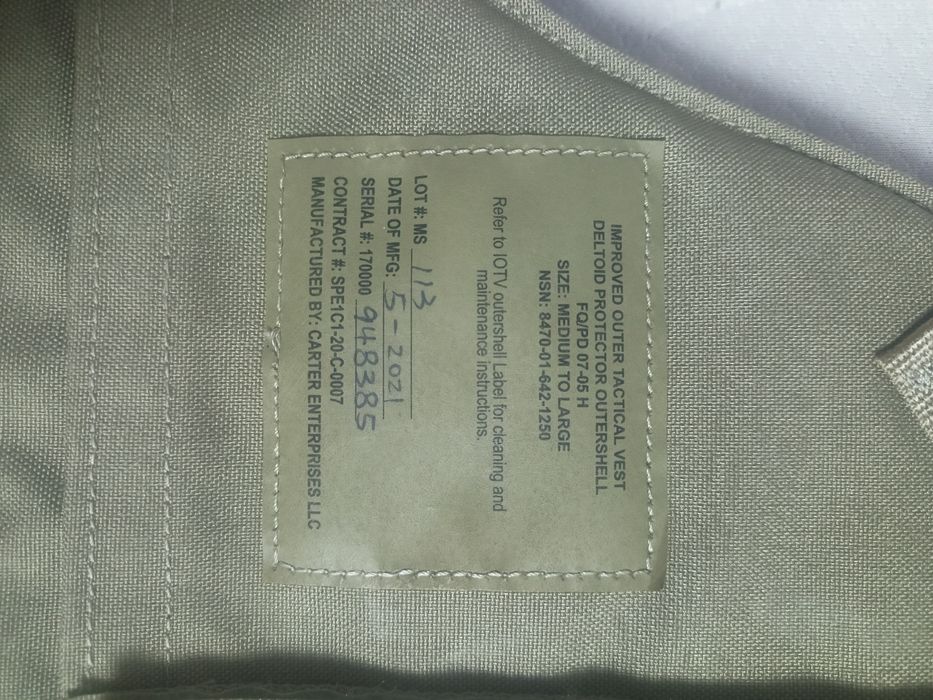 IMPROVED OUTER TACTICAL VEST
DELTOID PROTECTOR OUTERSHELL
FQ/PD 07-05 H
SIZE: MEDIUM TO LARGE
NSN: 8470-01-642-1250
Refer to IOTV outershell Label for cleaning and
maintenance instructions.
LOT #: MS 113
DATE OF MFG: 5-2021
SERIAL #: 170000 948385
CONTRACT #: SPE1C1-20-C-0007
MANUFACTURED BY: CARTER ENTERPRISES LLC